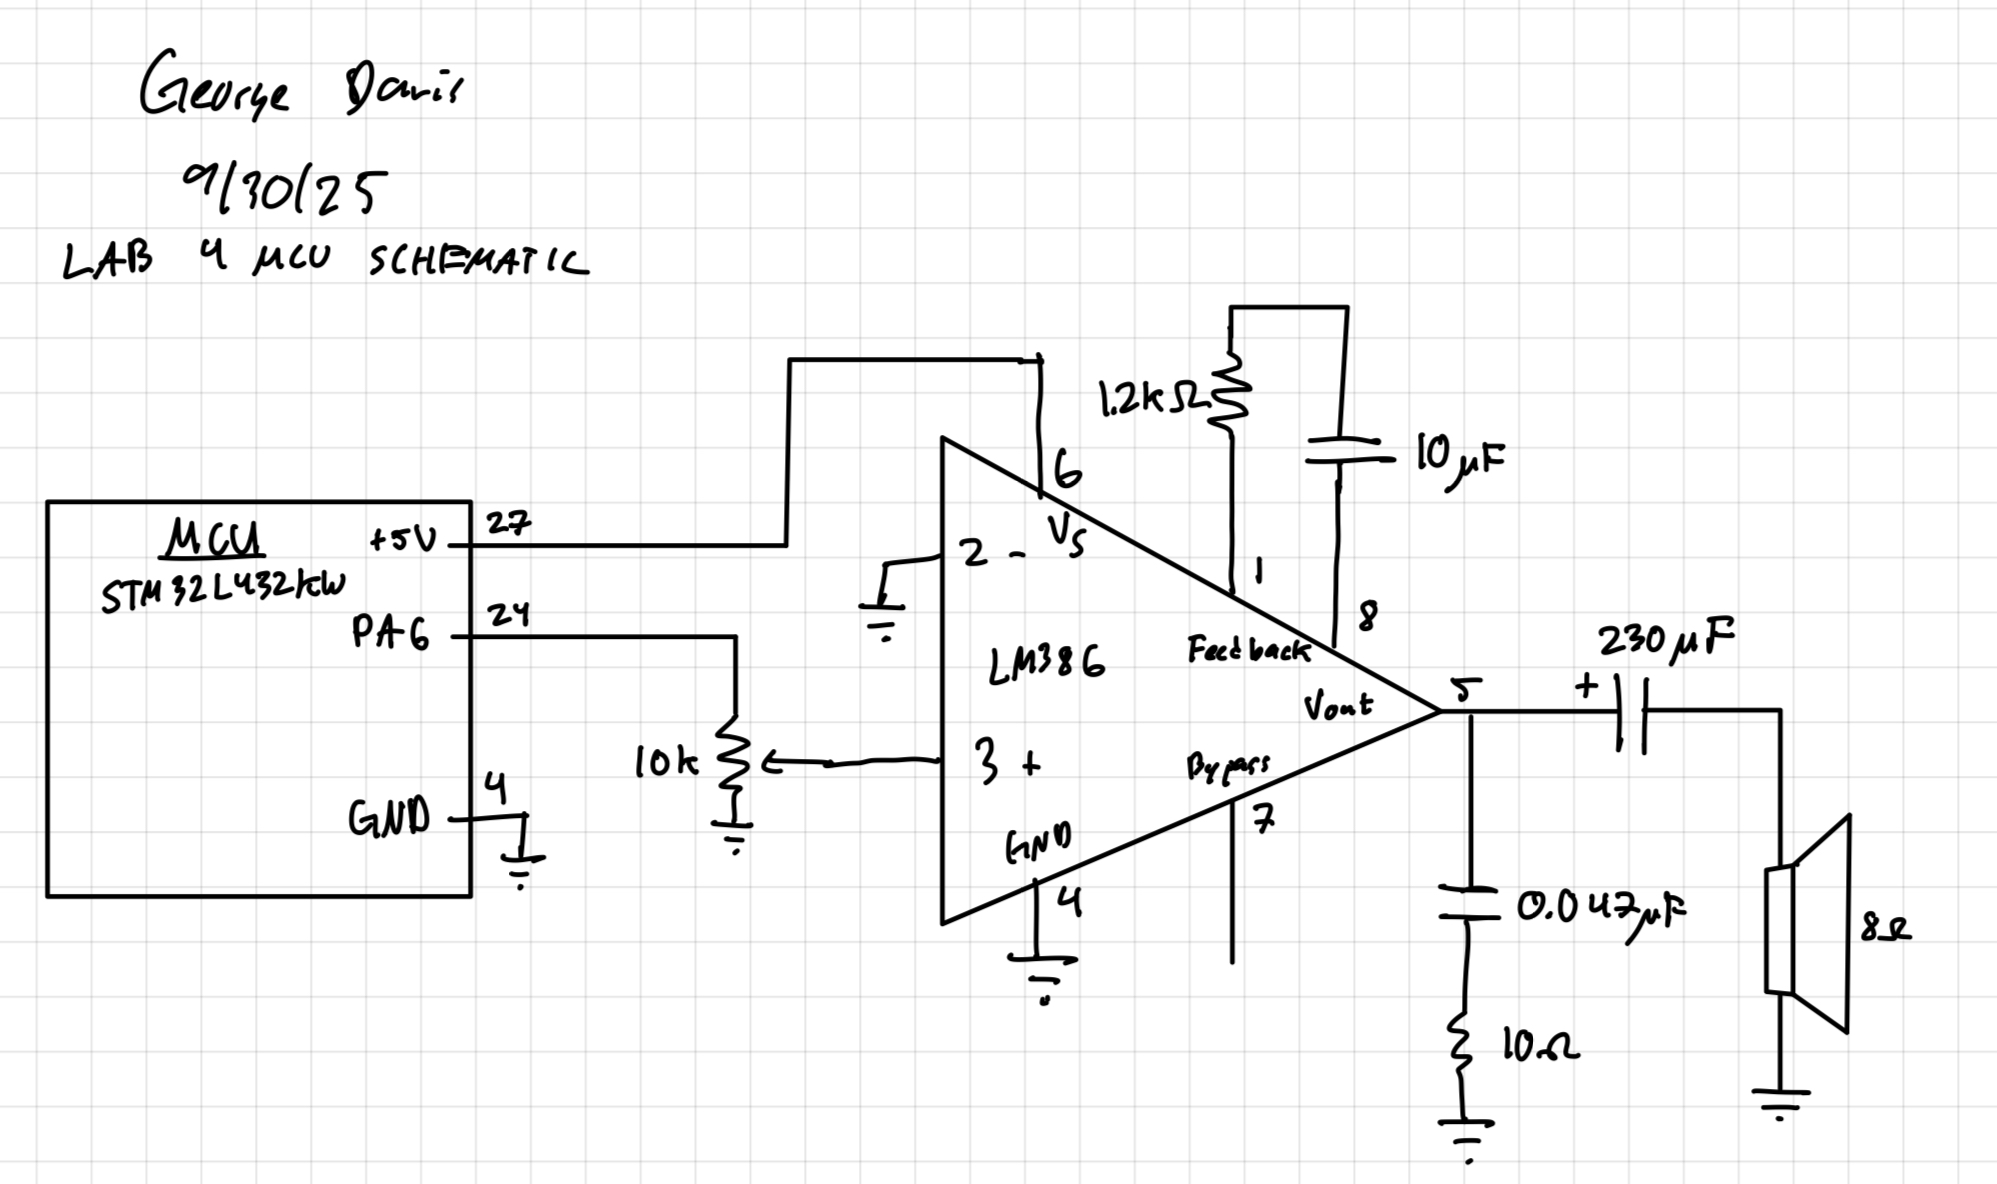 George Davis
9/30/25
LAB 4 MCU SCHEMATIC
1.2kΩ
10μF
6
Vs
MCU
STM32L432KW
+5V
27
2 -
1
8
PA6
24
LM386
Feedback
Vout
5
+
230μF
10k
3 +
Bypass
7
GND
4
GND
4
0.047μF
8Ω
10Ω